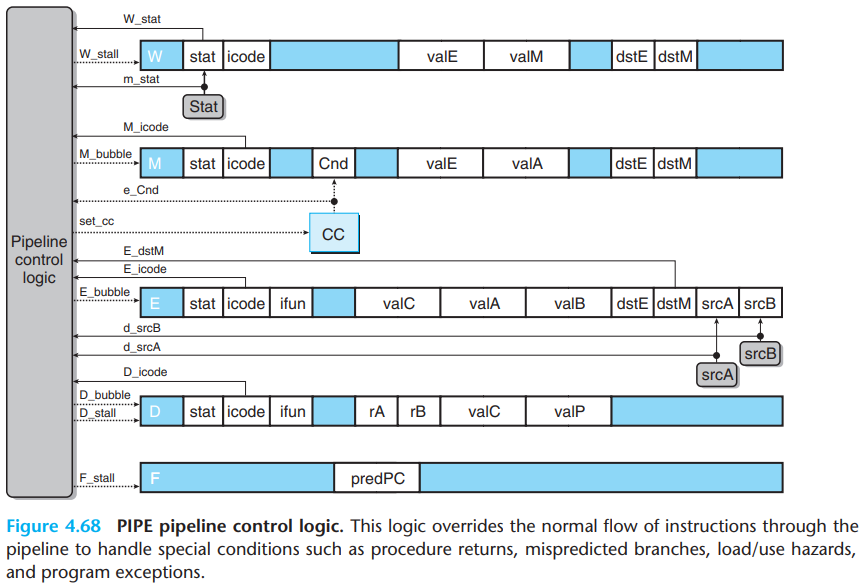 W_stat
W_stall
W stat icode valE valM dstE dstM
m_stat
Stat
M_icode
M_bubble
M stat icode Cnd valE valA dstE dstM
e_Cnd
set_cc
CC
Pipeline
control
logic
E_dstM
E_icode
E_bubble
E stat icode ifun valC valA valB dstE dstM srcA srcB
d_srcB
srcB
d_srcA
srcA
D_icode
D_bubble
D_stall
D stat icode ifun rA rB valC valP
F_stall
F predPC
Figure 4.68 PIPE pipeline control logic. This logic overrides the normal flow of instructions through the
pipeline to handle special conditions such as procedure returns, mispredicted branches, load/use hazards,
and program exceptions.